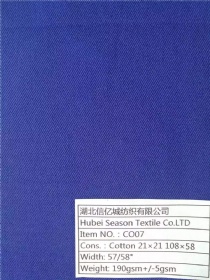 湖北信亿城纺织有限公司
Hubei Season Textile Co.LTD
Item NO.：CO07
Cons.：Cotton 21×21 108×58
Width: 57/58"
Weight: 190gsm+/-5gsm